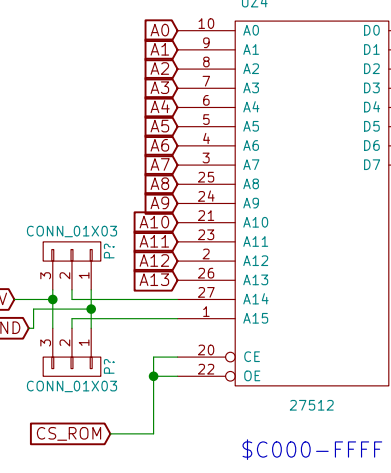 UZ4
A0 10 A0 D0
A1 9 A1 D1
A2 8 A2 D2
A3 7 A3 D3
A4 6 A4 D4
A5 5 A5 D5
A6 4 A6 D6
A7 3 A7 D7
A8 25 A8
A9 24 A9
A10 21 A10
CONN_01X03
A11 23 A11
P?
A12 2 A12
3 2 1
A13 26 A13
V 27 A14
1 A15
ND
3 2 1
20 CE
P?
22 OE
CONN_01X03
27512
CS_ROM
$C000-FFFF